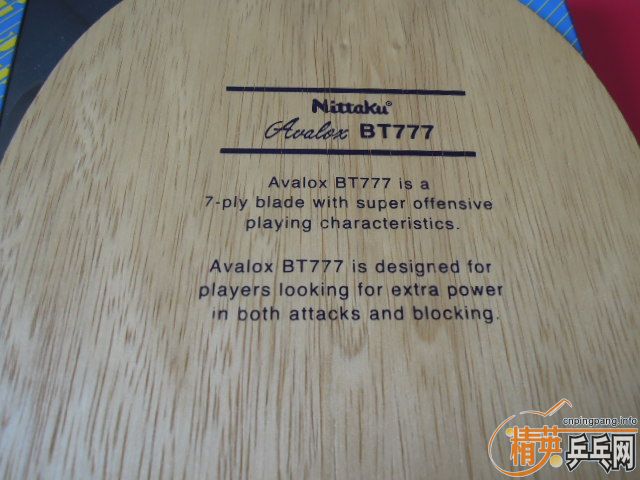 Nittaku®
Avalox BT777
Avalox BT777 is a
7-ply blade with super offensive
playing characteristics.
Avalox BT777 is designed for
players looking for extra power
in both attacks and blocking.
cnpingpang.info
精英乒乓网